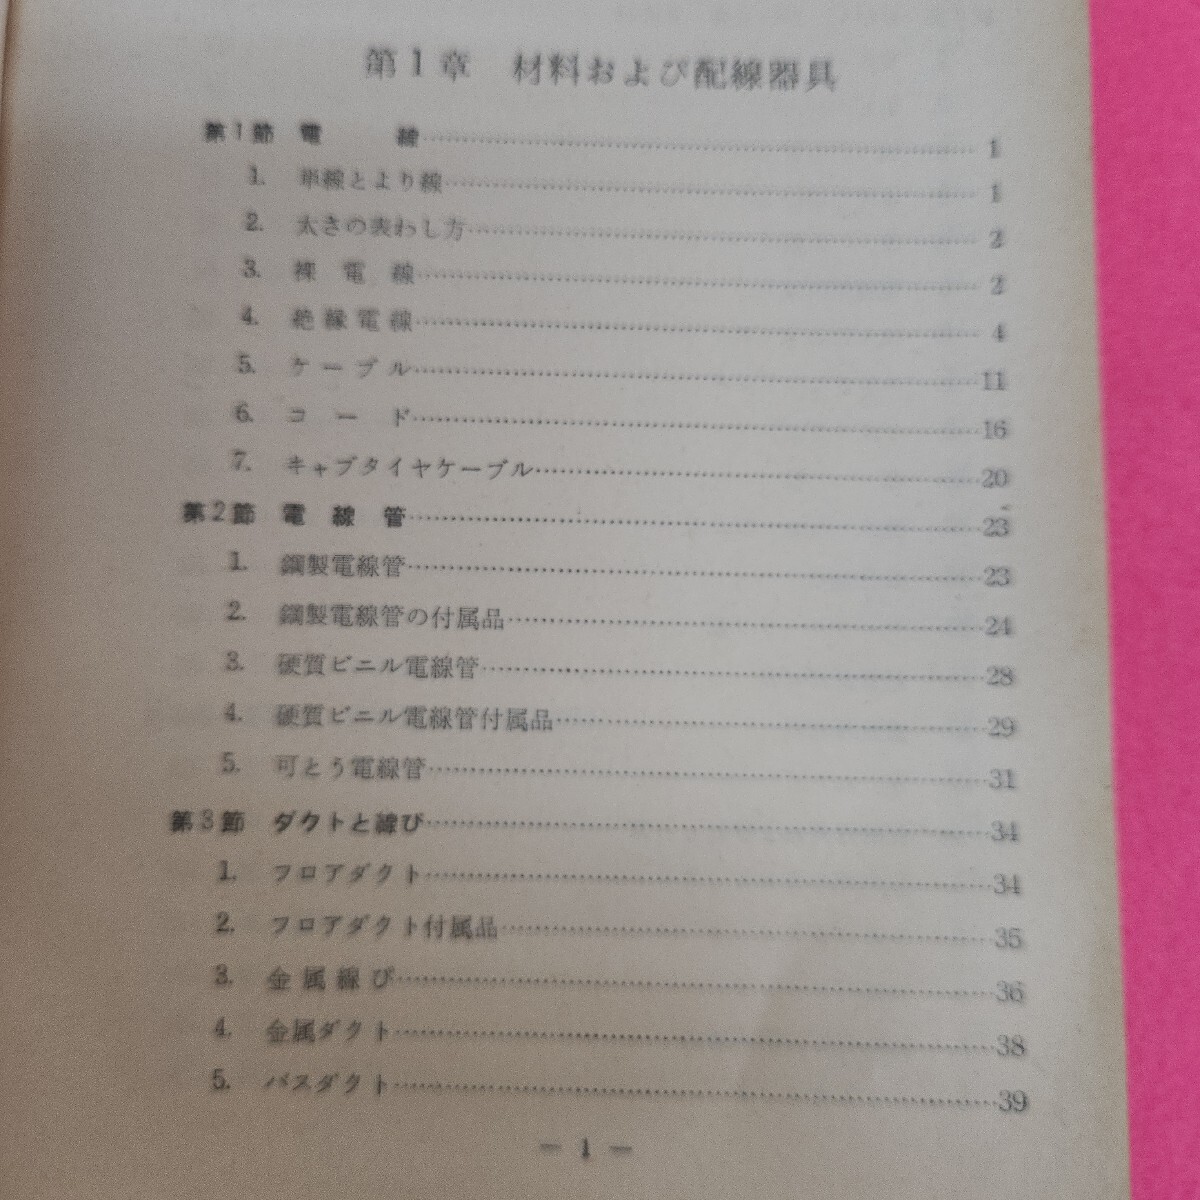 第1章 材料および配線器具
第1節 電線 1
1. 単線とより線 1
2. 太さの表わし方 2
3. 裸電線 2
4. 絶縁電線 4
5. ケーブル 11
6. コード 16
7. キャブタイヤケーブル 20
第2節 電線管 23
1. 鋼製電線管 23
2. 鋼製電線管の付属品 24
3. 硬質ビニル電線管 28
4. 硬質ビニル電線管付属品 29
5. 可とう電線管 31
第3節 ダクトと線ぴ 34
1. フロアダクト 34
2. フロアダクト付属品 35
3. 金属線ぴ 36
4. 金属ダクト 38
5. バスダクト 39
— 1 —